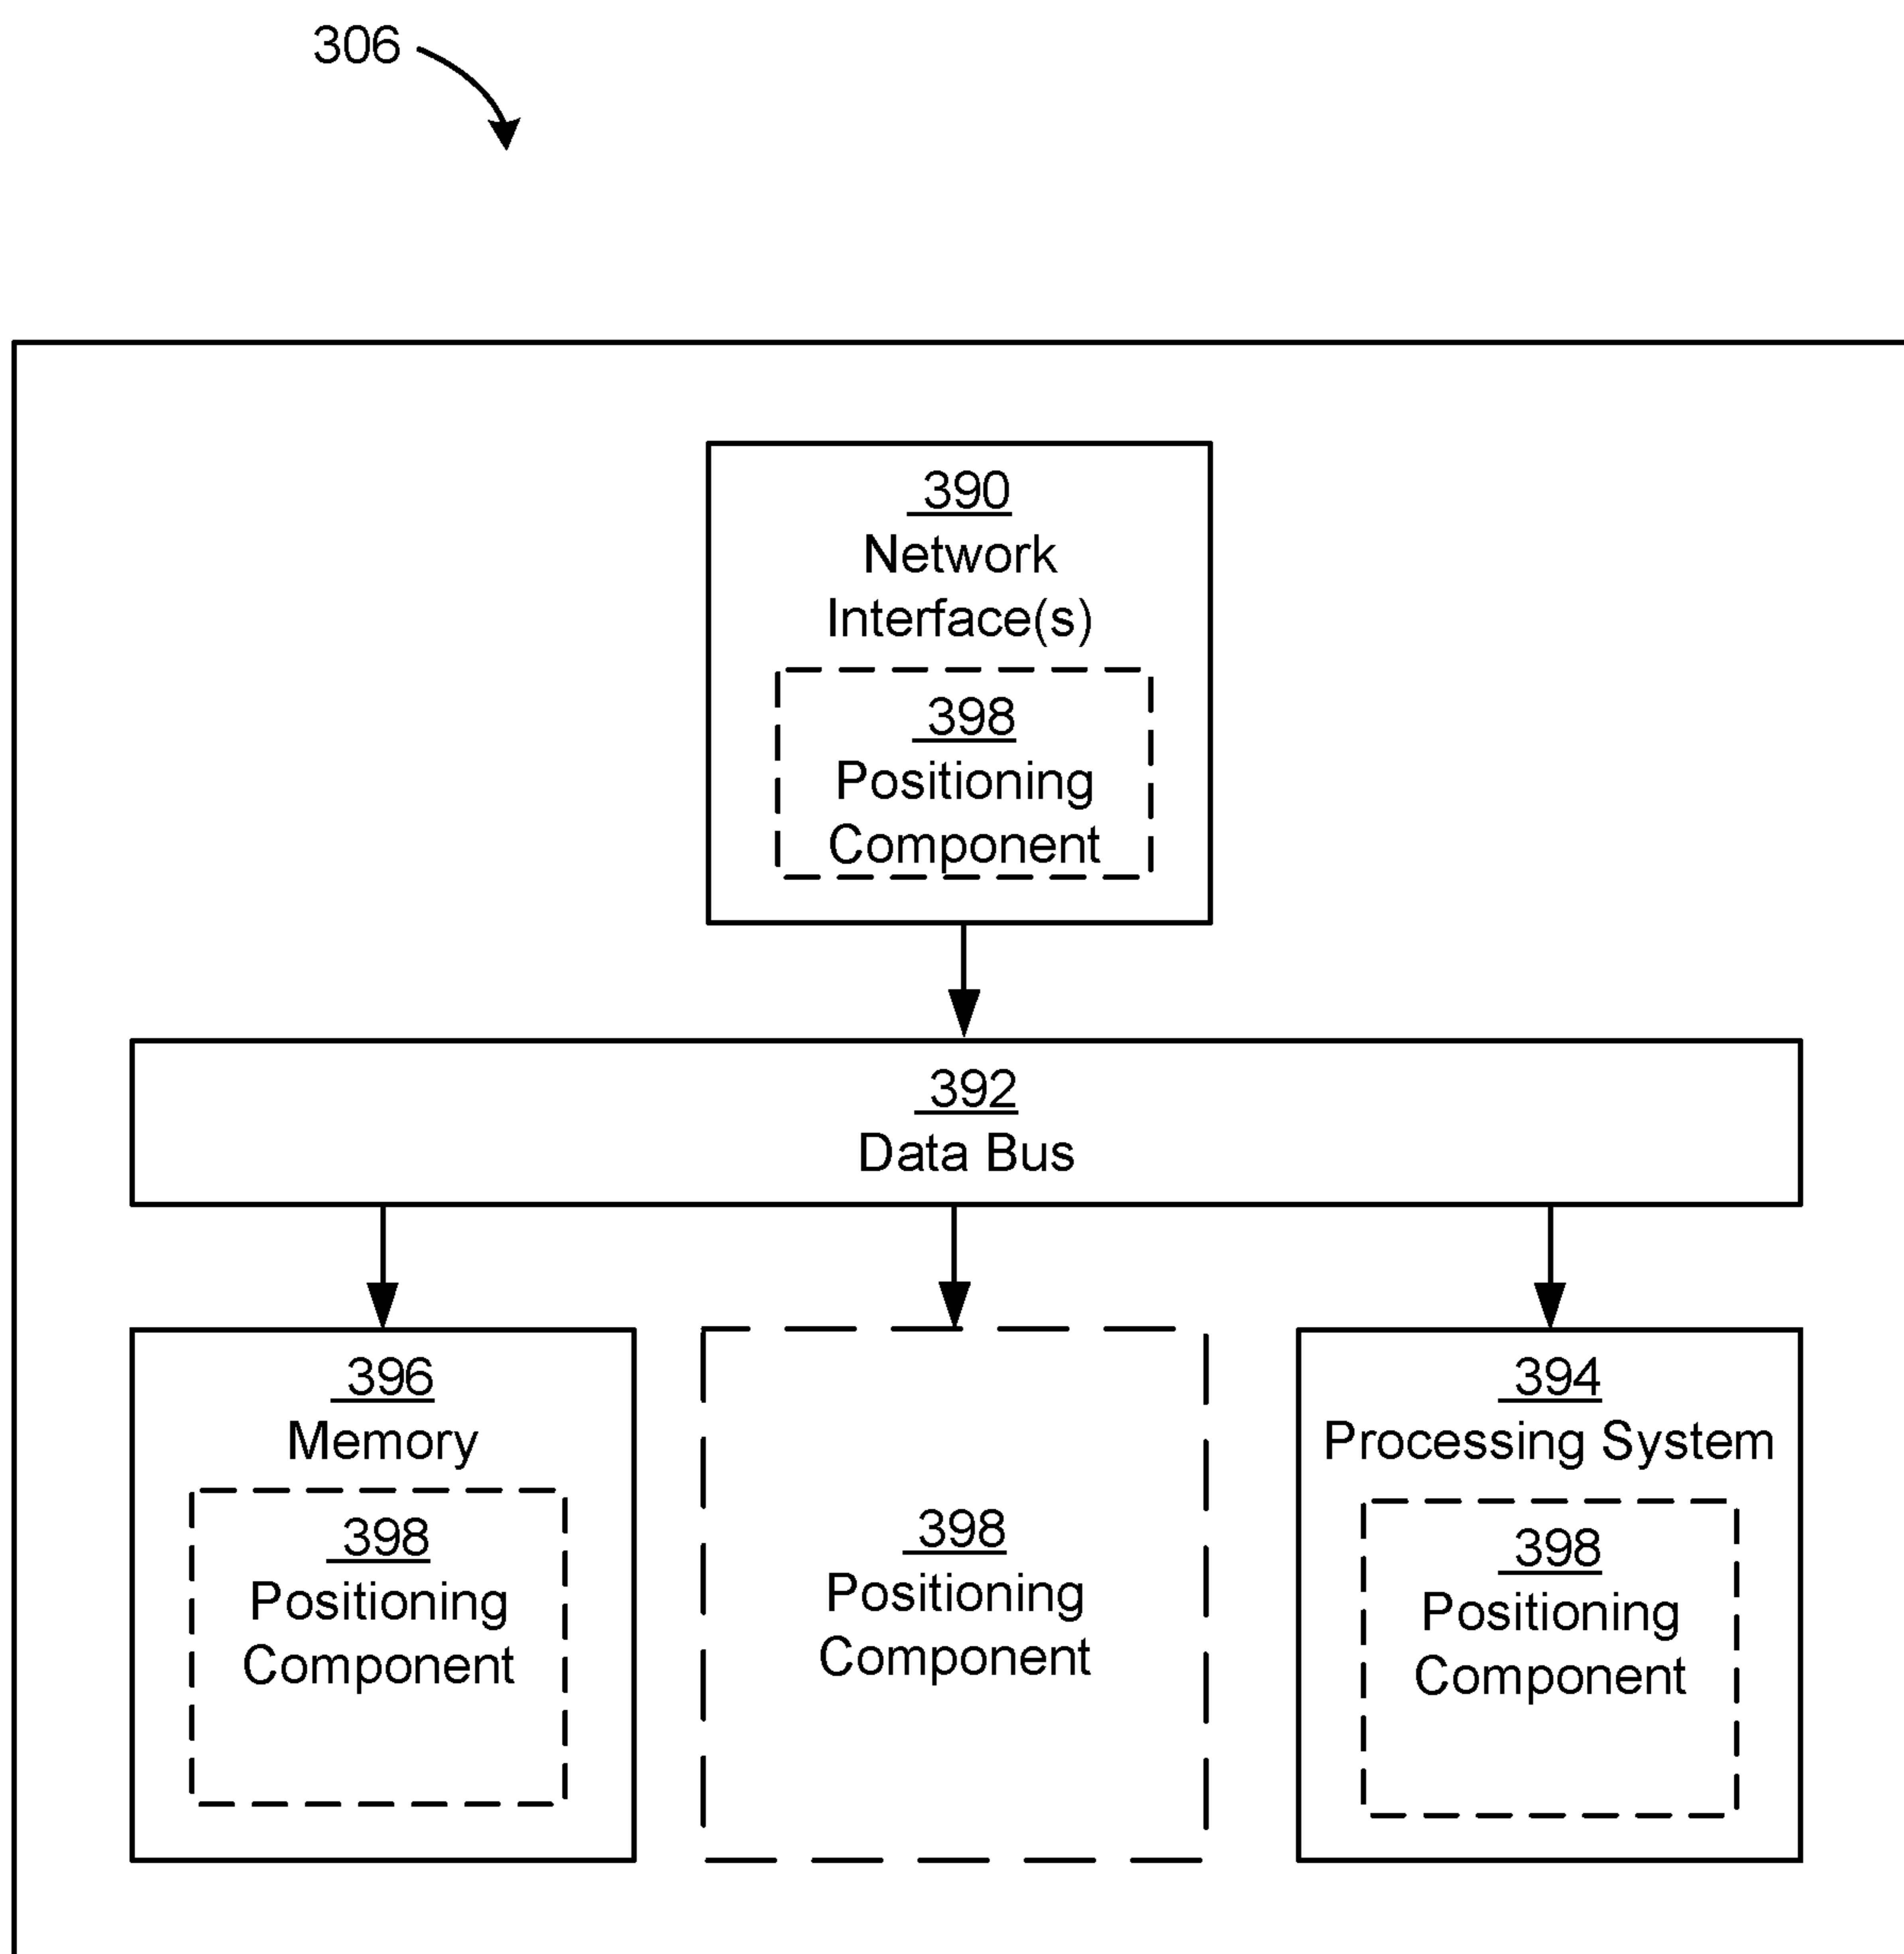 306
390
Network
Interface(s)
398
Positioning
Component
392
Data Bus
396
Memory
398
Positioning
Component
398
Positioning
Component
394
Processing System
398
Positioning
Component